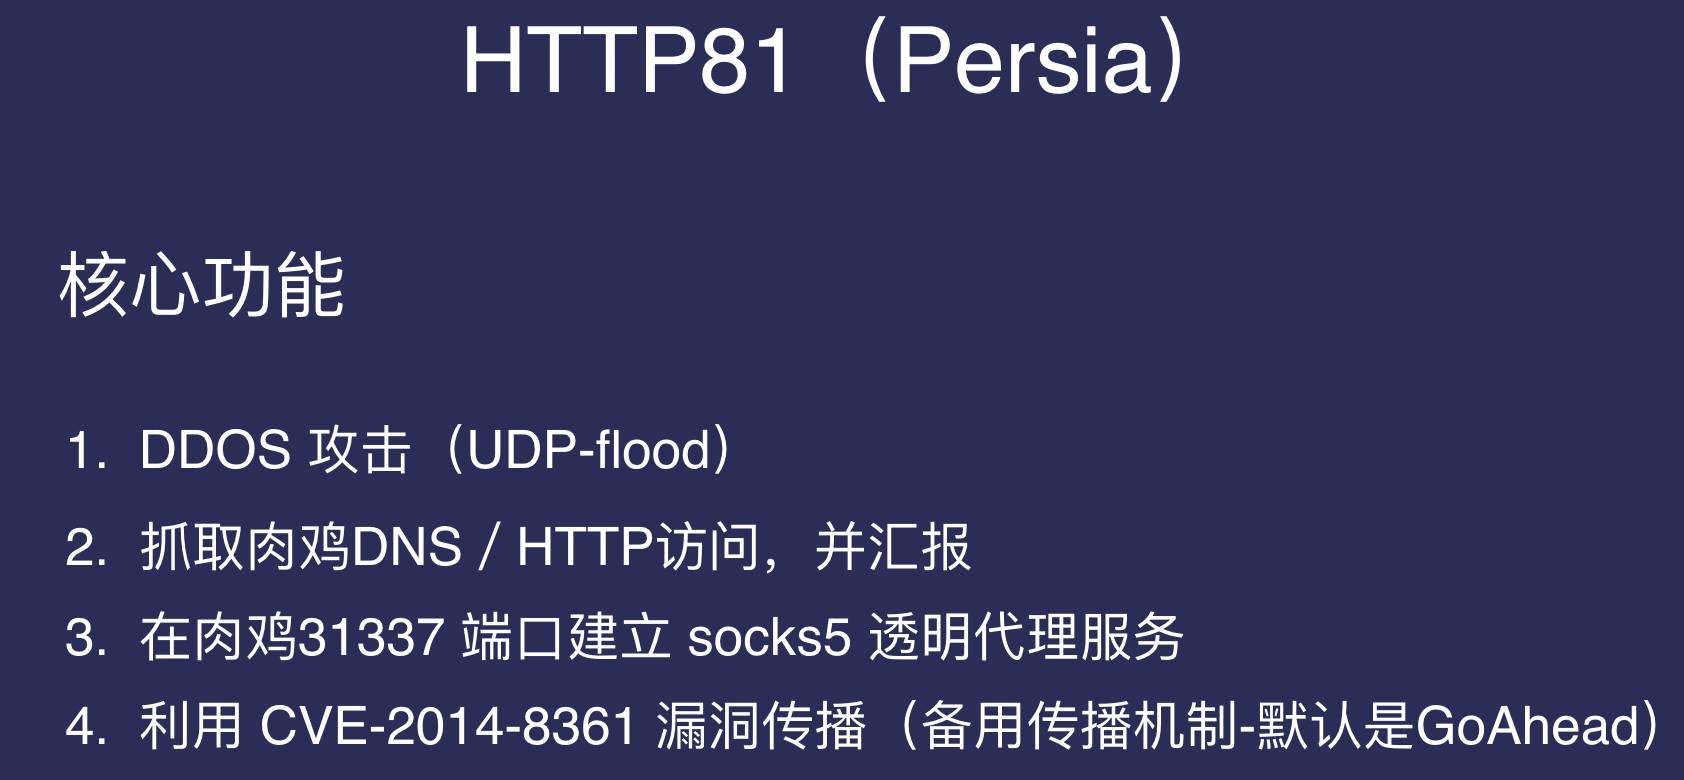 HTTP81（Persia）
核心功能
1. DDOS 攻击（UDP-flood）
2. 抓取肉鸡DNS / HTTP访问，并汇报
3. 在肉鸡31337 端口建立 socks5 透明代理服务
4. 利用 CVE-2014-8361 漏洞传播（备用传播机制-默认是GoAhead）